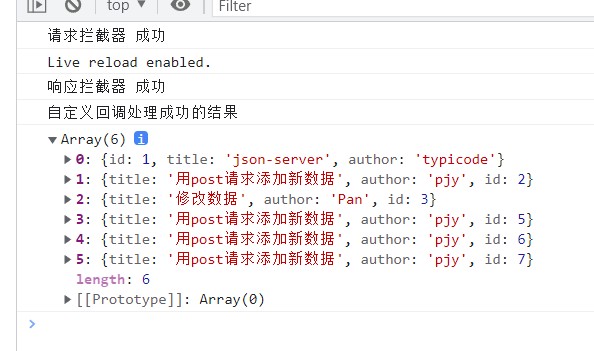 top Filter
请求拦截器 成功
Live reload enabled.
响应拦截器 成功
自定义回调处理成功的结果
Array(6) i
0: {id: 1, title: 'json-server', author: 'typicode'}
1: {title: '用post请求添加新数据', author: 'pjy', id: 2}
2: {title: '修改数据', author: 'Pan', id: 3}
3: {title: '用post请求添加新数据', author: 'pjy', id: 5}
4: {title: '用post请求添加新数据', author: 'pjy', id: 6}
5: {title: '用post请求添加新数据', author: 'pjy', id: 7}
length: 6
[[Prototype]]: Array(0)